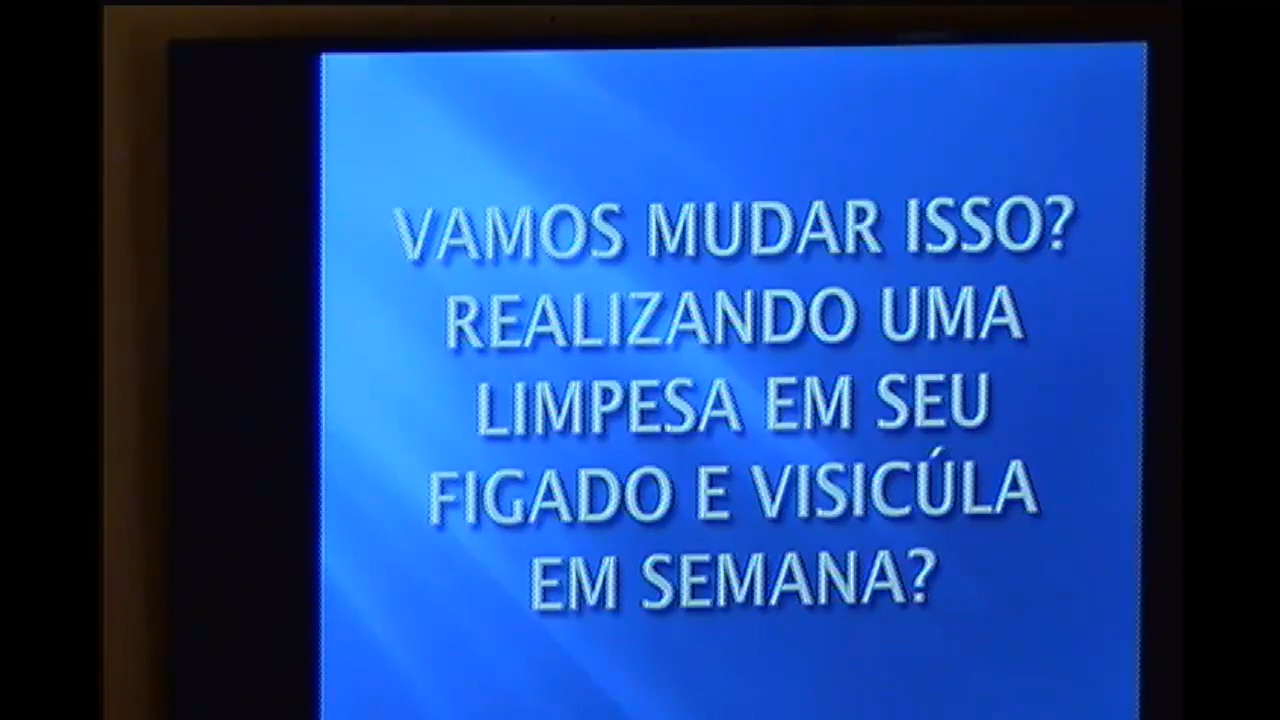 VAMOS MUDAR ISSO?
REALIZANDO UMA
LIMPESA EM SEU
FIGADO E VISICÚLA
EM SEMANA?